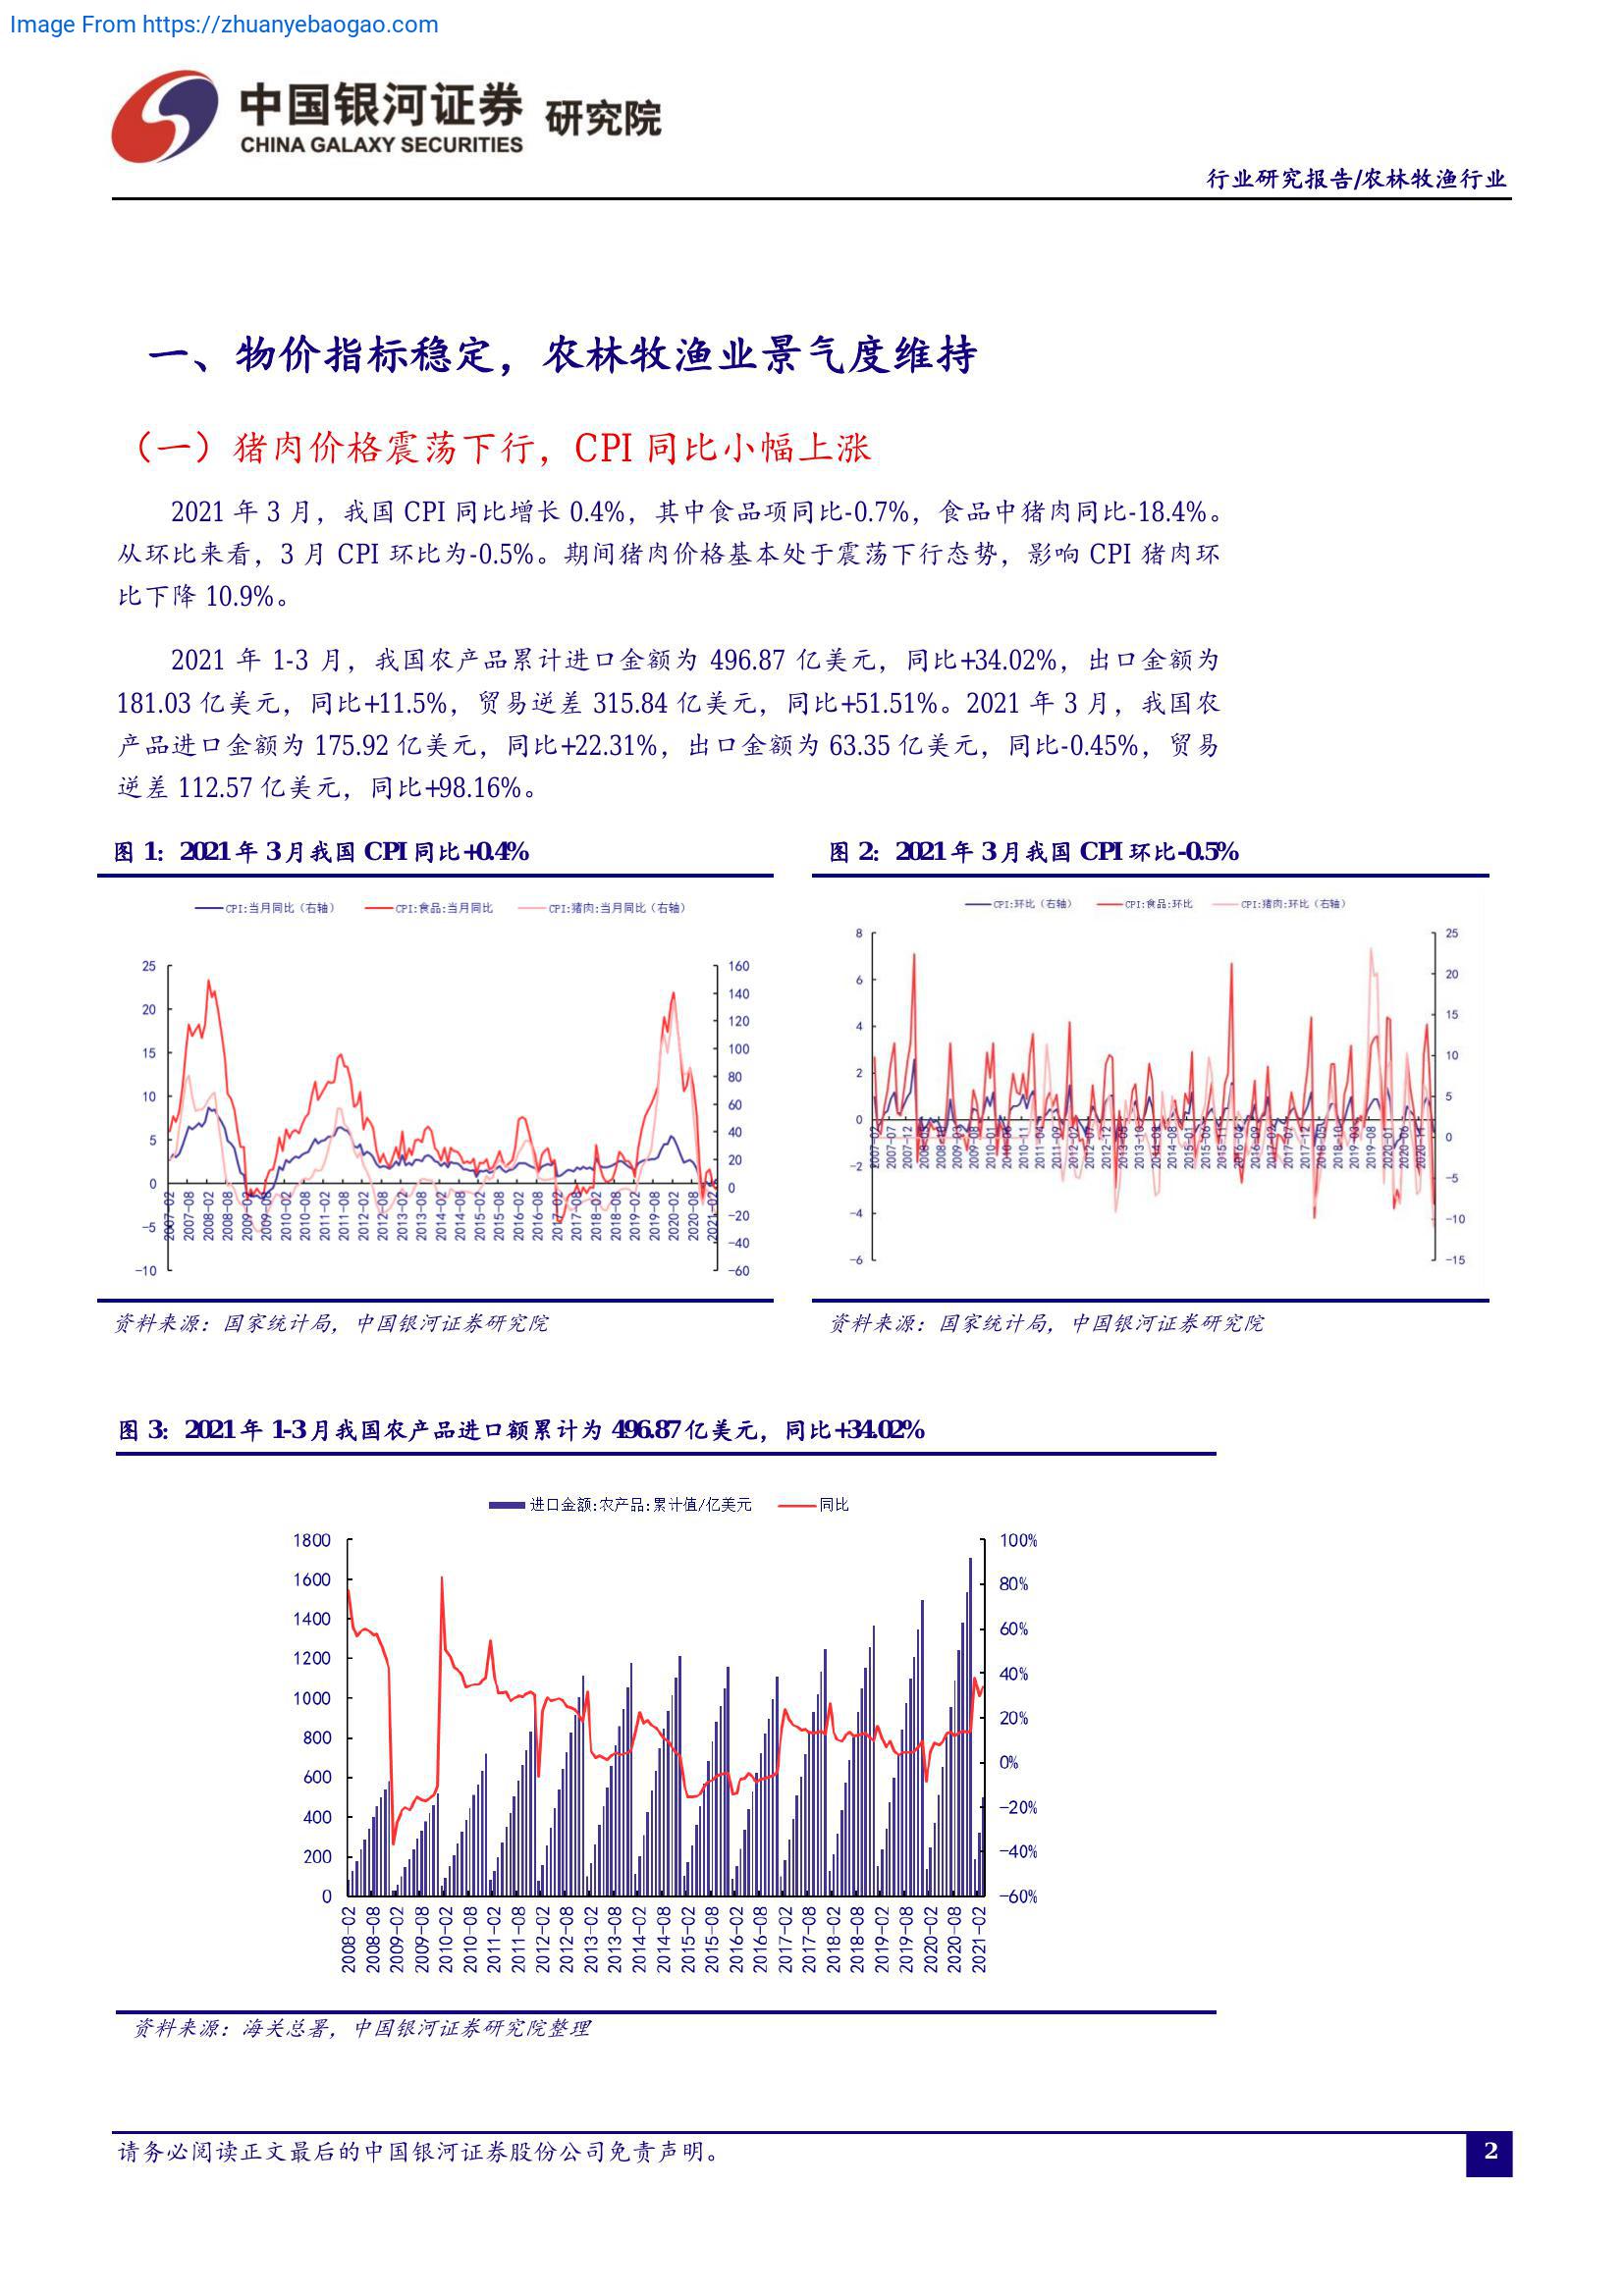 Image From https://zhuanyebaogao.com
中国银河证券 研究院
CHINA GALAXY SECURITIES
行业研究报告/农林牧渔行业
一、物价指标稳定，农林牧渔业景气度维持
（一）猪肉价格震荡下行，CPI 同比小幅上涨
2021 年 3 月，我国 CPI 同比增长 0.4%，其中食品项同比-0.7%，食品中猪肉同比-18.4%。
从环比来看，3 月 CPI 环比为-0.5%。期间猪肉价格基本处于震荡下行态势，影响 CPI 猪肉环
比下降 10.9%。
2021 年 1-3 月，我国农产品累计进口金额为 496.87 亿美元，同比+34.02%，出口金额为
181.03 亿美元，同比+11.5%，贸易逆差 315.84 亿美元，同比+51.51%。2021 年 3 月，我国农
产品进口金额为 175.92 亿美元，同比+22.31%，出口金额为 63.35 亿美元，同比-0.45%，贸易
逆差 112.57 亿美元，同比+98.16%。
图 1：2021 年 3 月我国 CPI 同比+0.4%
CPI:当月同比（右轴） CPI:食品:当月同比 CPI:猪肉:当月同比（右轴）
25
20
15
10
5
0
-5
-10
160
140
120
100
80
60
40
20
0
-20
-40
-60
2007-02 2007-08 2008-02 2008-08 2009-02 2009-08 2010-02 2010-08 2011-02 2011-08 2012-02 2012-08 2013-02 2013-08 2014-02 2014-08 2015-02 2015-08 2016-02 2016-08 2017-02 2017-08 2018-02 2018-08 2019-02 2019-08 2020-02 2020-08 2021-02
资料来源：国家统计局，中国银河证券研究院
图 2：2021 年 3 月我国 CPI 环比-0.5%
CPI:环比（右轴） CPI:食品:环比 CPI:猪肉:环比（右轴）
8
6
4
2
0
-2
-4
-6
25
20
15
10
5
0
-5
-10
-15
2007-02 2007-07 2007-12 2008-05 2008-10 2009-03 2009-08 2010-01 2010-06 2010-11 2011-04 2011-09 2012-02 2012-07 2012-12 2013-05 2013-10 2014-03 2014-08 2015-01 2015-06 2015-11 2016-04 2016-09 2017-02 2017-07 2017-12 2018-05 2018-10 2019-03 2019-08 2020-01 2020-06 2020-11
资料来源：国家统计局，中国银河证券研究院
图 3：2021 年 1-3 月我国农产品进口额累计为 496.87 亿美元，同比+34.02%
进口金额:农产品:累计值/亿美元 同比
1800
1600
1400
1200
1000
800
600
400
200
0
100%
80%
60%
40%
20%
0%
-20%
-40%
-60%
2008-02 2008-08 2009-02 2009-08 2010-02 2010-08 2011-02 2011-08 2012-02 2012-08 2013-02 2013-08 2014-02 2014-08 2015-02 2015-08 2016-02 2016-08 2017-02 2017-08 2018-02 2018-08 2019-02 2019-08 2020-02 2020-08 2021-02
资料来源：海关总署，中国银河证券研究院整理
请务必阅读正文最后的中国银河证券股份公司免责声明。
2